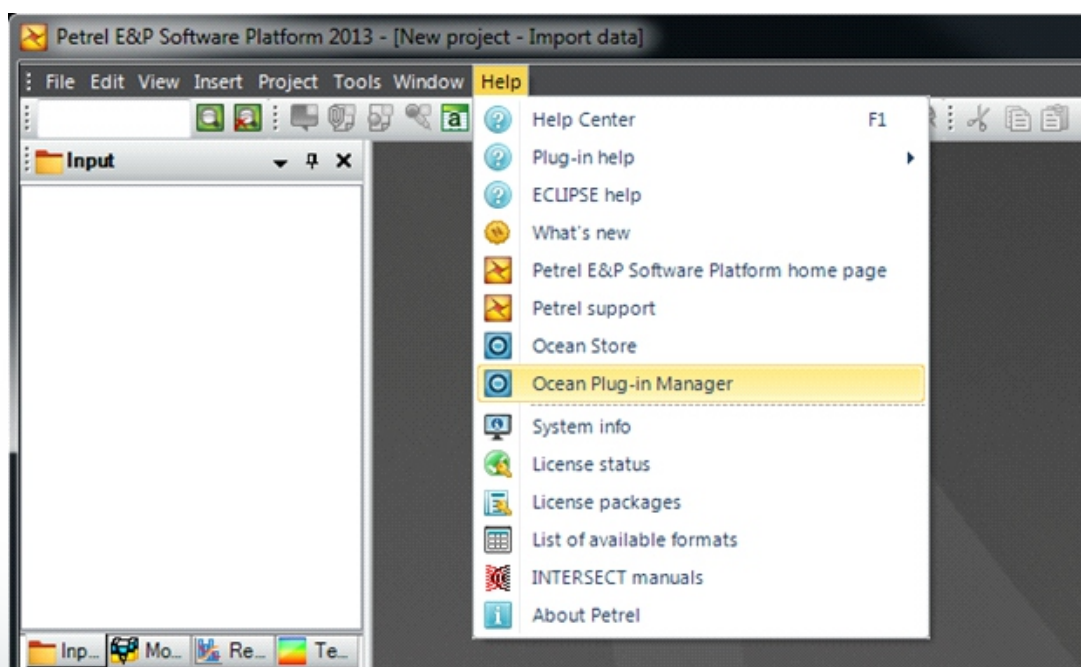 Petrel E&P Software Platform 2013 - [New project - Import data]
File Edit View Insert Project Tools Window Help
a
Input
Help Center F1
Plug-in help
ECLIPSE help
What's new
Petrel E&P Software Platform home page
Petrel support
Ocean Store
Ocean Plug-in Manager
System info
License status
License packages
List of available formats
INTERSECT manuals
About Petrel
Inp... Mo... Re... Te...